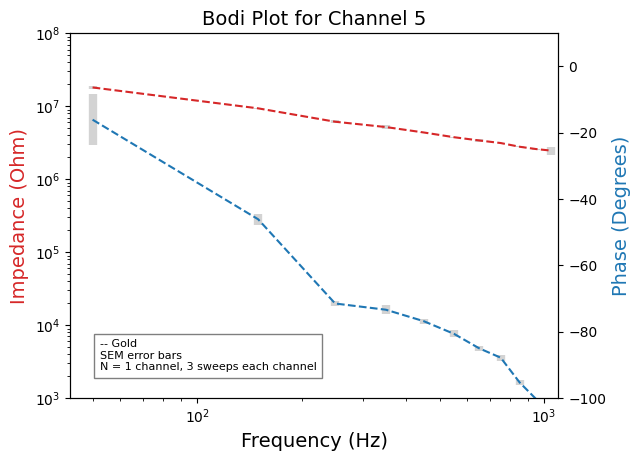 Bodi Plot for Channel 5
Impedance (Ohm)
10^8
10^7
10^6
10^5
10^4
10^3
-- Gold
SEM error bars
N = 1 channel, 3 sweeps each channel
10^2
10^3
Frequency (Hz)
0
−20
−40
−60
−80
−100
Phase (Degrees)